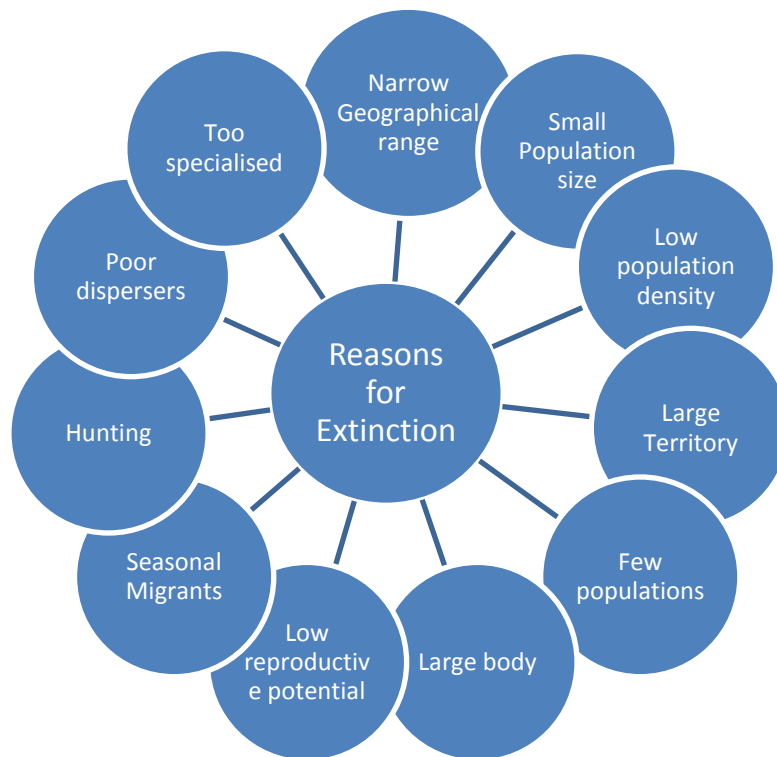 Reasons
for
Extinction
Narrow
Geographical
range
Small
Population
size
Low
population
density
Large
Territory
Few
populations
Large body
Low
reproductiv
e potential
Seasonal
Migrants
Hunting
Poor
dispersers
Too
specialised